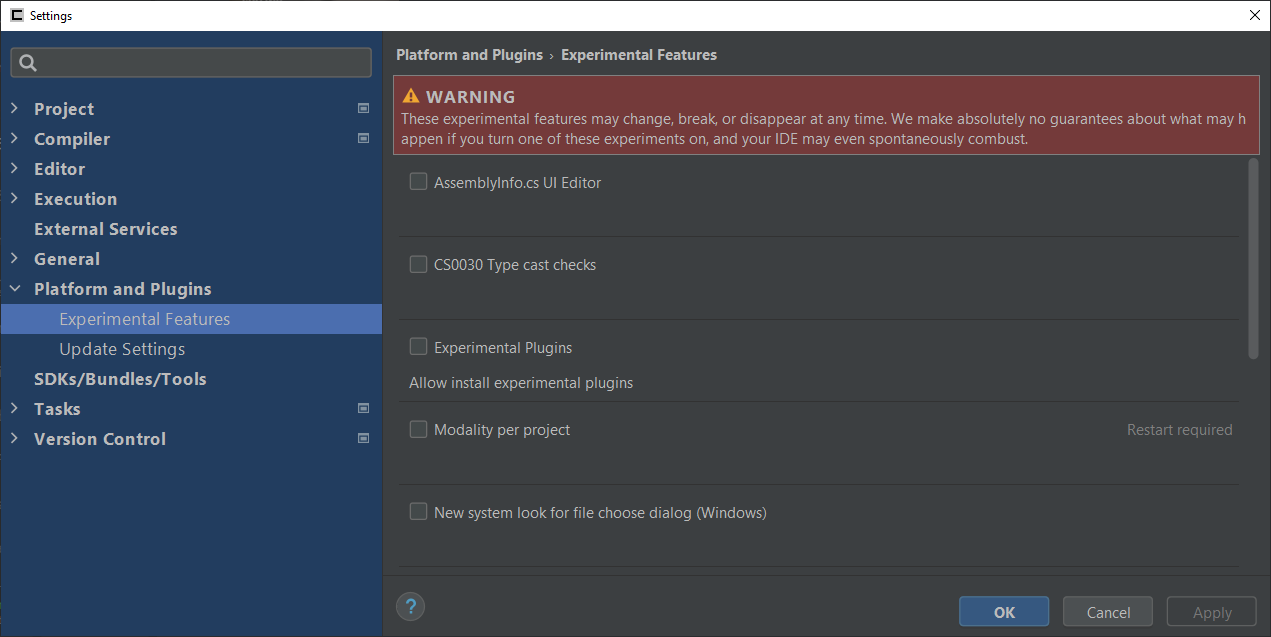 Settings
Platform and Plugins › Experimental Features
Project
Compiler
Editor
Execution
External Services
General
Platform and Plugins
Experimental Features
Update Settings
SDKs/Bundles/Tools
Tasks
Version Control
WARNING
These experimental features may change, break, or disappear at any time. We make absolutely no guarantees about what may h
appen if you turn one of these experiments on, and your IDE may even spontaneously combust.
AssemblyInfo.cs UI Editor
CS0030 Type cast checks
Experimental Plugins
Allow install experimental plugins
Modality per project Restart required
New system look for file choose dialog (Windows)
? OK Cancel Apply